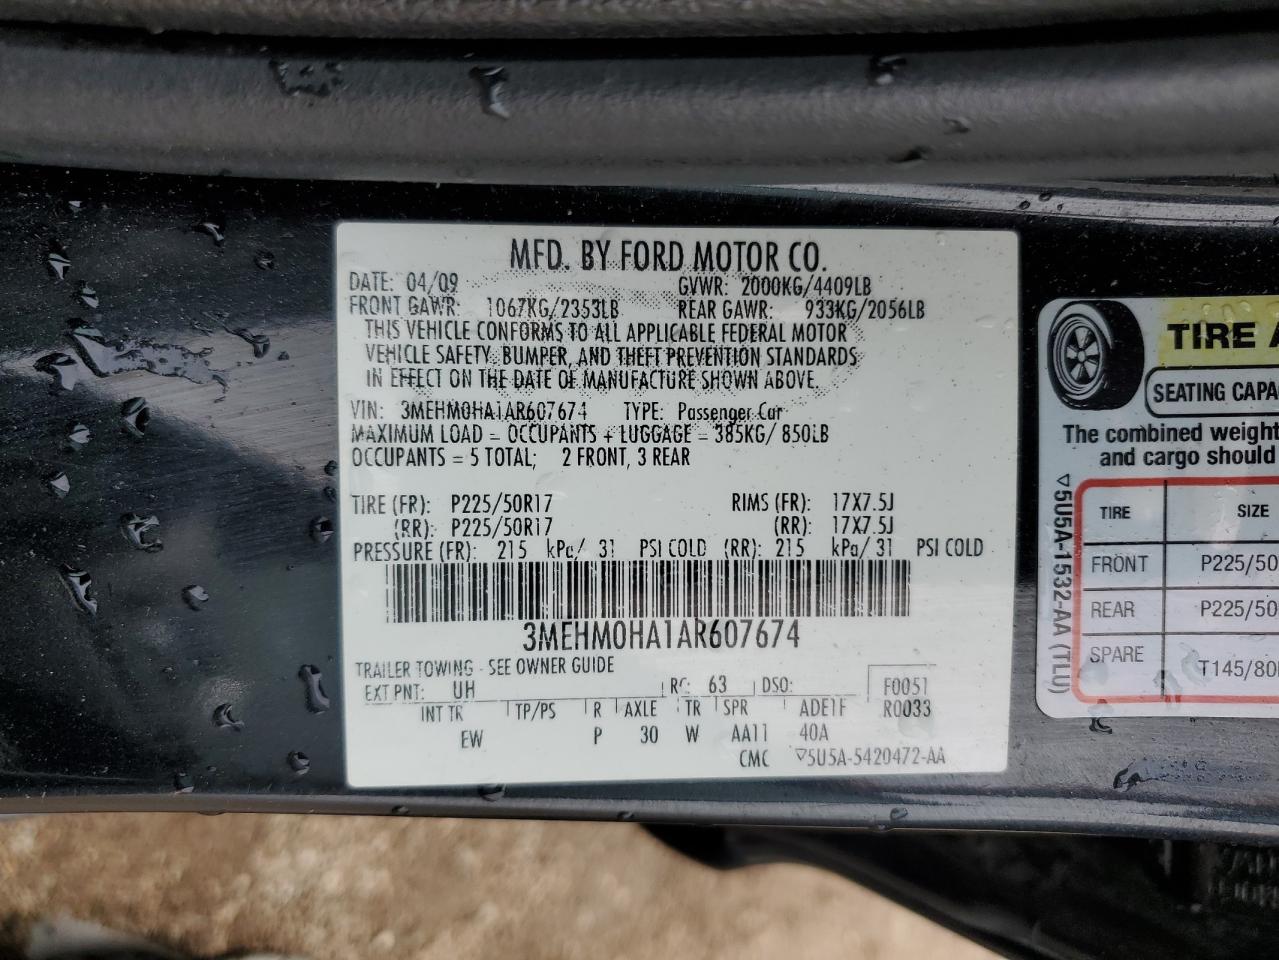 MFD. BY FORD MOTOR CO.
DATE: 04/09 GVWR: 2000KG/4409LB
FRONT GAWR: 1067KG/2353LB REAR GAWR: 933KG/2056LB
THIS VEHICLE CONFORMS TO ALL APPLICABLE FEDERAL MOTOR
VEHICLE SAFETY, BUMPER, AND THEFT PREVENTION STANDARDS
IN EFFECT ON THE DATE OF MANUFACTURE SHOWN ABOVE.
VIN: 3MEHM0HA1AR607674 TYPE: Passenger Car
MAXIMUM LOAD = OCCUPANTS + LUGGAGE = 385KG/ 850LB
OCCUPANTS = 5 TOTAL; 2 FRONT, 3 REAR
TIRE (FR): P225/50R17 RIMS (FR): 17X7.5J
(RR): P225/50R17 (RR): 17X7.5J
PRESSURE (FR): 215 kPa/ 31 PSI COLD (RR): 215 kPa/ 31 PSI COLD
3MEHM0HA1AR607674
TRAILER TOWING - SEE OWNER GUIDE
EXT PNT: UH RC: 63 DSO: F0051
INT TR TP/PS R AXLE TR SPR ADE1F R0033
EW P 30 W AA11 40A
CMC ▽5U5A-5420472-AA
TIRE A
SEATING CAPA
The combined weight
and cargo should
▽5U5A-1532-AA (TLU)
TIRE SIZE
FRONT P225/50
REAR P225/50
SPARE T145/80